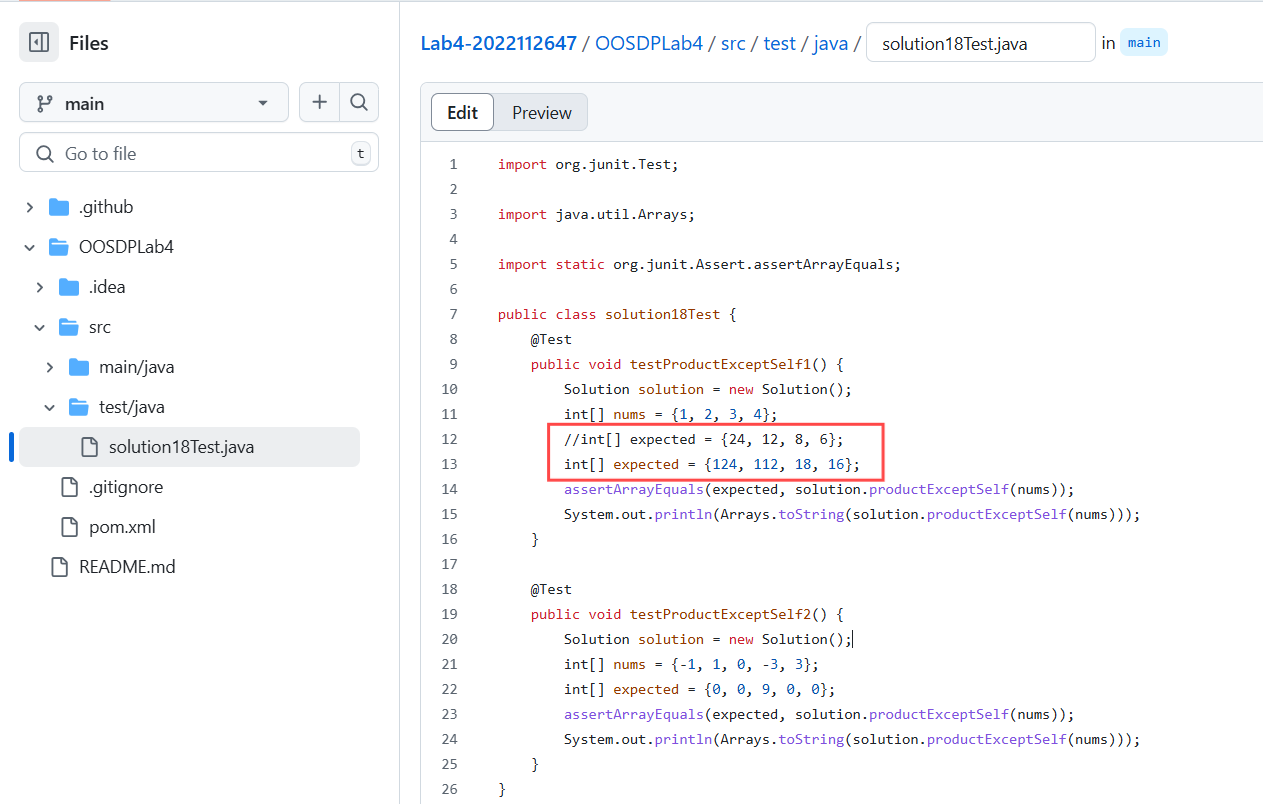 Files
main
Go to file
t
.github
OOSDPLab4
.idea
src
main/java
test/java
solution18Test.java
.gitignore
pom.xml
README.md
Lab4-2022112647 / OOSDPLab4 / src / test / java / solution18Test.java in main
Edit Preview
1 import org.junit.Test;
2
3 import java.util.Arrays;
4
5 import static org.junit.Assert.assertArrayEquals;
6
7 public class solution18Test {
8     @Test
9     public void testProductExceptSelf1() {
10         Solution solution = new Solution();
11         int[] nums = {1, 2, 3, 4};
12         //int[] expected = {24, 12, 8, 6};
13         int[] expected = {124, 112, 18, 16};
14         assertArrayEquals(expected, solution.productExceptSelf(nums));
15         System.out.println(Arrays.toString(solution.productExceptSelf(nums)));
16     }
17
18     @Test
19     public void testProductExceptSelf2() {
20         Solution solution = new Solution();
21         int[] nums = {-1, 1, 0, -3, 3};
22         int[] expected = {0, 0, 9, 0, 0};
23         assertArrayEquals(expected, solution.productExceptSelf(nums));
24         System.out.println(Arrays.toString(solution.productExceptSelf(nums)));
25     }
26 }